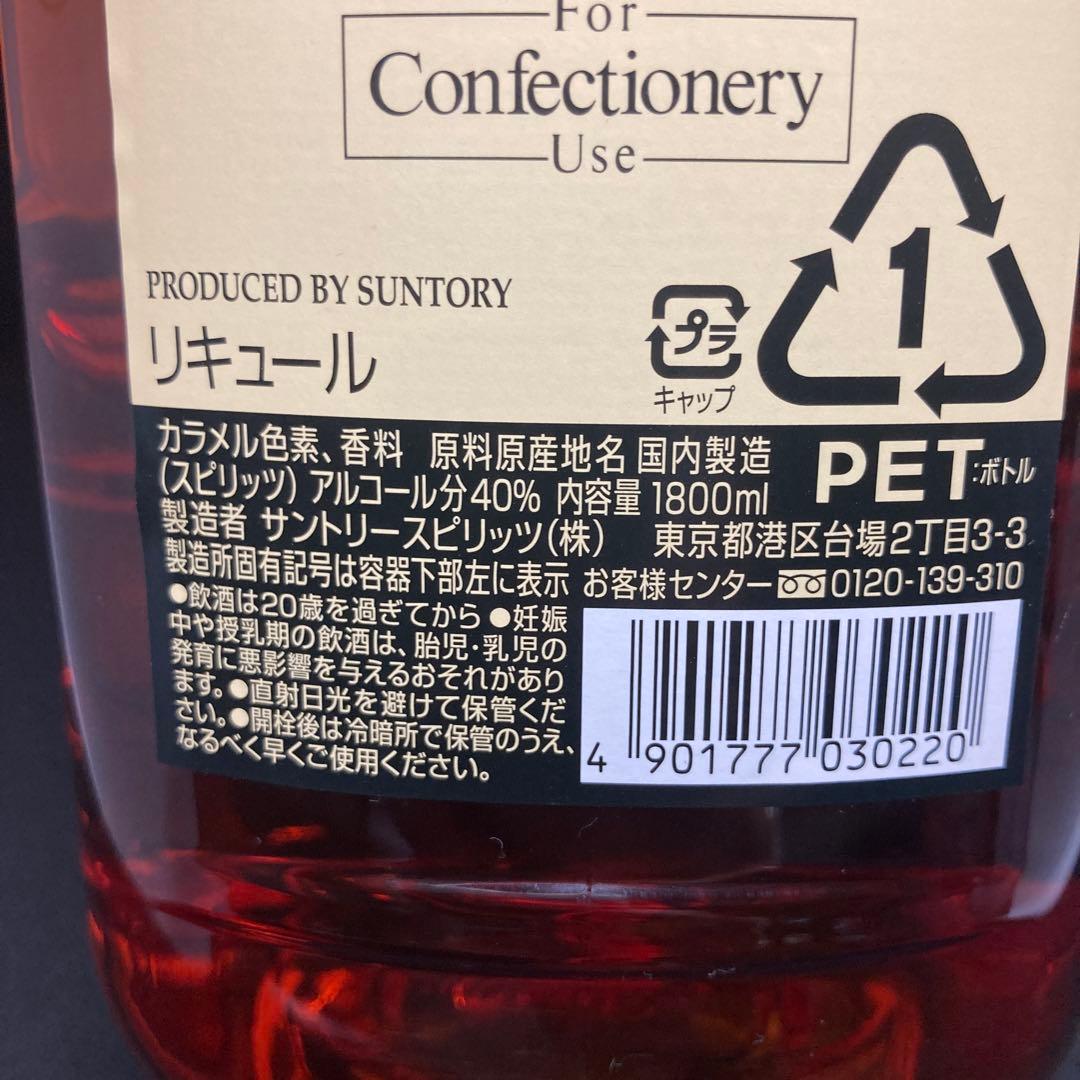 For
Confectionery
Use
1
PRODUCED BY SUNTORY
プラ
リキュール
キャップ
カラメル色素、香料 原料原産地名 国内製造
(スピリッツ) アルコール分40% 内容量1800ml
PET:ボトル
製造者 サントリースピリッツ(株) 東京都港区台場2丁目3-3
製造所固有記号は容器下部左に表示 お客様センター 0120-139-310
●飲酒は20歳を過ぎてから ●妊娠
中や授乳期の飲酒は、胎児・乳児の
発育に悪影響を与えるおそれがあり
ます。●直射日光を避けて保管くだ
さい。●開栓後は冷暗所で保管のうえ、
なるべく早くご使用ください。
4 901777 030220